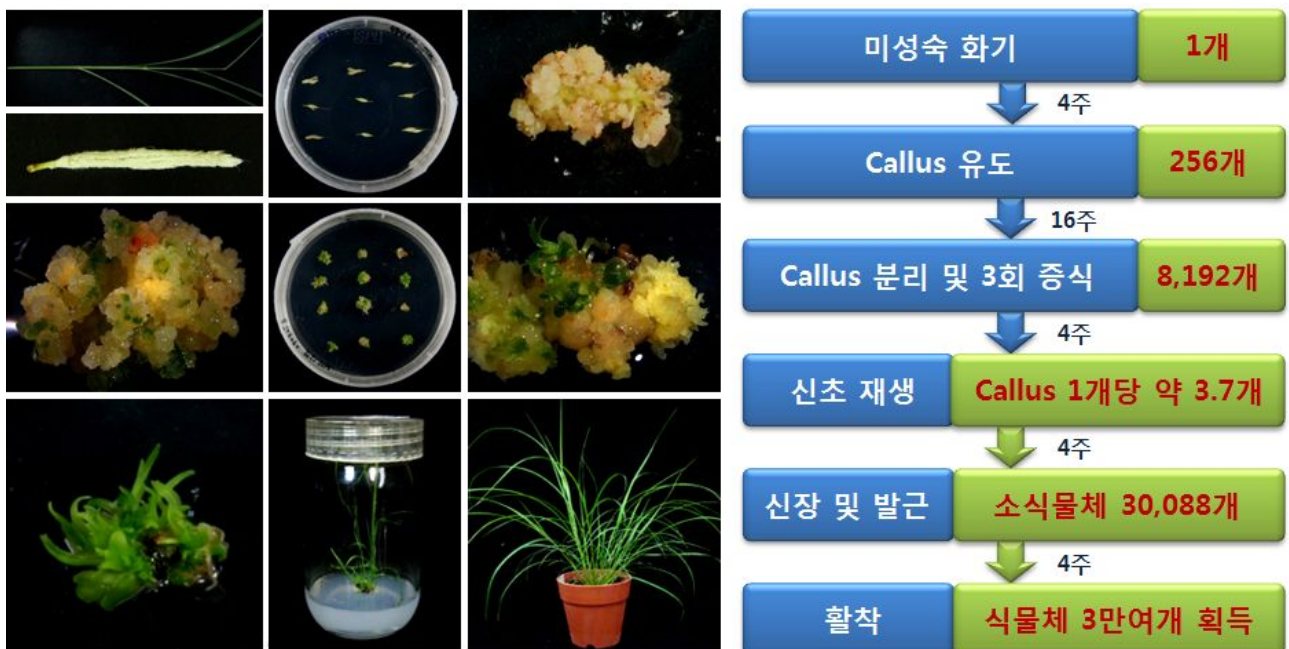 미성숙 화기 1개
4주
Callus 유도 256개
16주
Callus 분리 및 3회 증식 8,192개
4주
신초 재생 Callus 1개당 약 3.7개
4주
신장 및 발근 소식물체 30,088개
4주
활착 식물체 3만여개 획득